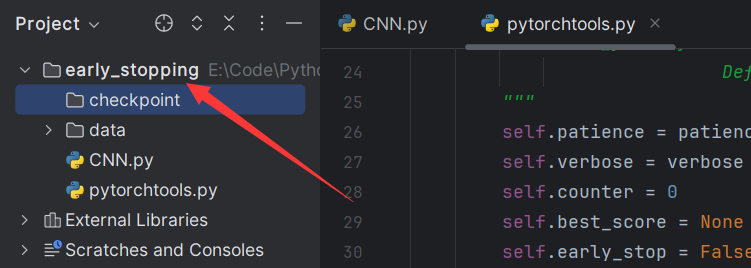 Project
CNN.py
pytorchtools.py
early_stopping E:\Code\Pytho
checkpoint
data
CNN.py
pytorchtools.py
External Libraries
Scratches and Consoles
24 Def
25 """
26 self.patience = patienc
27 self.verbose = verbose
28 self.counter = 0
29 self.best_score = None
30 self.early_stop = False